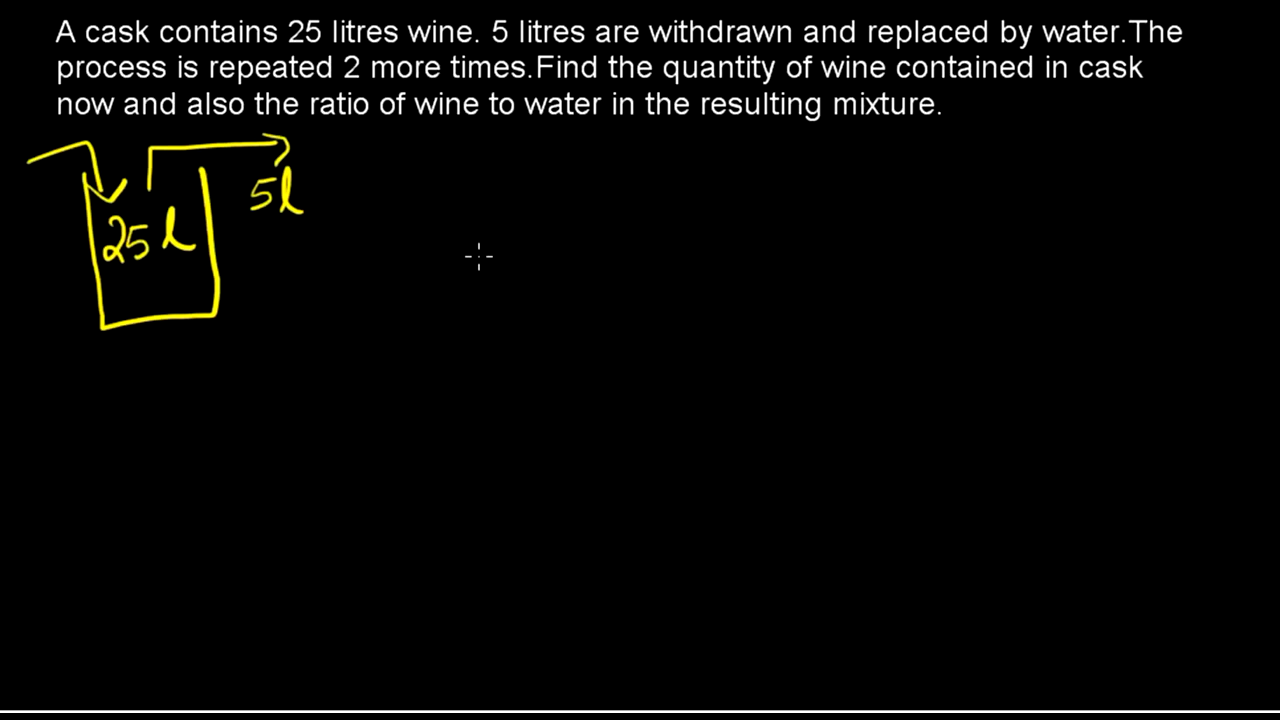 A cask contains 25 litres wine. 5 litres are withdrawn and replaced by water.The
process is repeated 2 more times.Find the quantity of wine contained in cask
now and also the ratio of wine to water in the resulting mixture.
5l
25 l